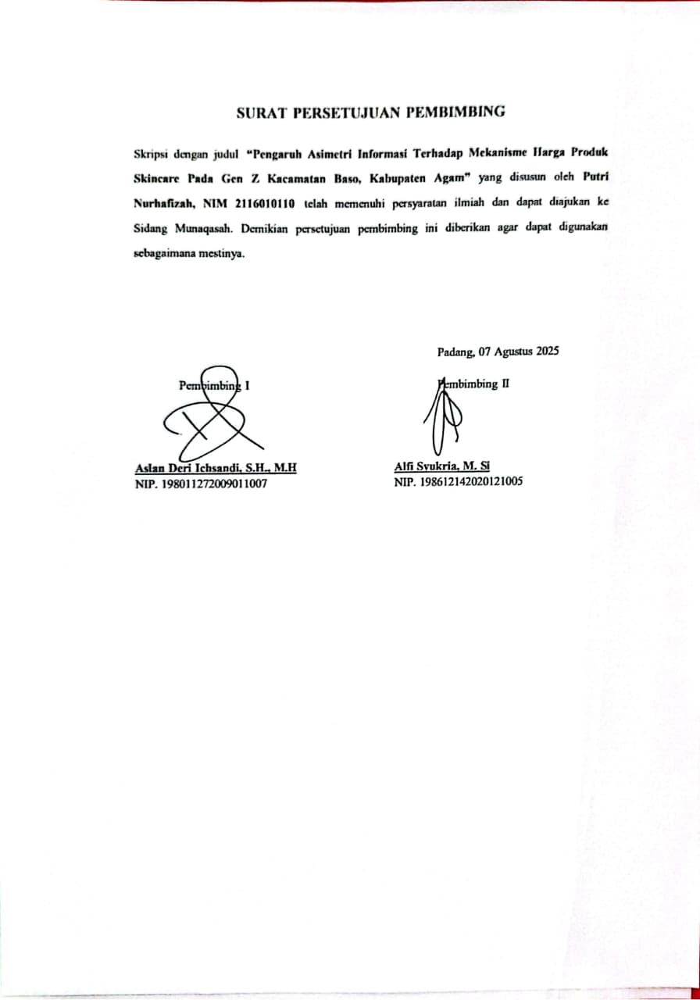 SURAT PERSETUJUAN PEMBIMBING
Skripsi dengan judul “Pengaruh Asimetri Informasi Terhadap Mekanisme Harga Produk
Skincare Pada Gen Z Kacamatan Baso, Kabupaten Agam” yang disusun oleh Putri
Nurhafizah, NIM 2116010110 telah memenuhi persyaratan ilmiah dan dapat diajukan ke
Sidang Munaqasah. Demikian persetujuan pembimbing ini diberikan agar dapat digunakan
sebagaimana mestinya.
Padang, 07 Agustus 2025
Pembimbing I
Pembimbing II
Aslan Deri Ichsandi, S.H., M.H
NIP. 198011272009011007
Alfi Syukria, M. Si
NIP. 198612142020121005